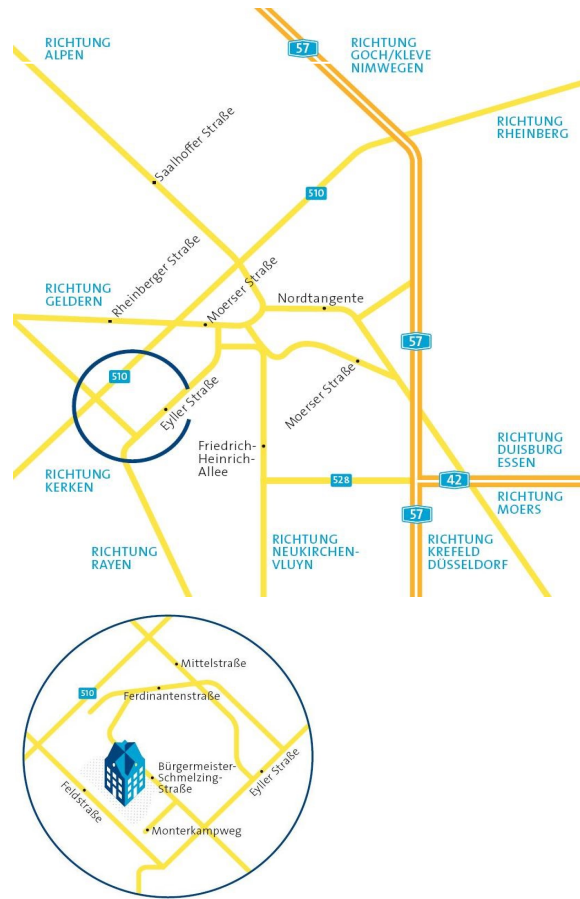 RICHTUNG
ALPEN
57
RICHTUNG
GOCH/KLEVE
NIMWEGEN
RICHTUNG
RHEINBERG
Saalhoffer Straße
510
RICHTUNG
GELDERN
Rheinberger Straße
Moerser Straße
Nordtangente
57
510
Eyller Straße
Moerser Straße
Friedrich-
Heinrich-
Allee
RICHTUNG
DUISBURG
ESSEN
RICHTUNG
KERKEN
528
42
RICHTUNG
MOERS
57
RICHTUNG
RAYEN
RICHTUNG
NEUKIRCHEN-
VLUYN
RICHTUNG
KREFELD
DÜSSELDORF
Mittelstraße
510
Ferdinantenstraße
Bürgermeister-
Schmelzing-
Straße
Eyller Straße
Feldstraße
Monterkampweg